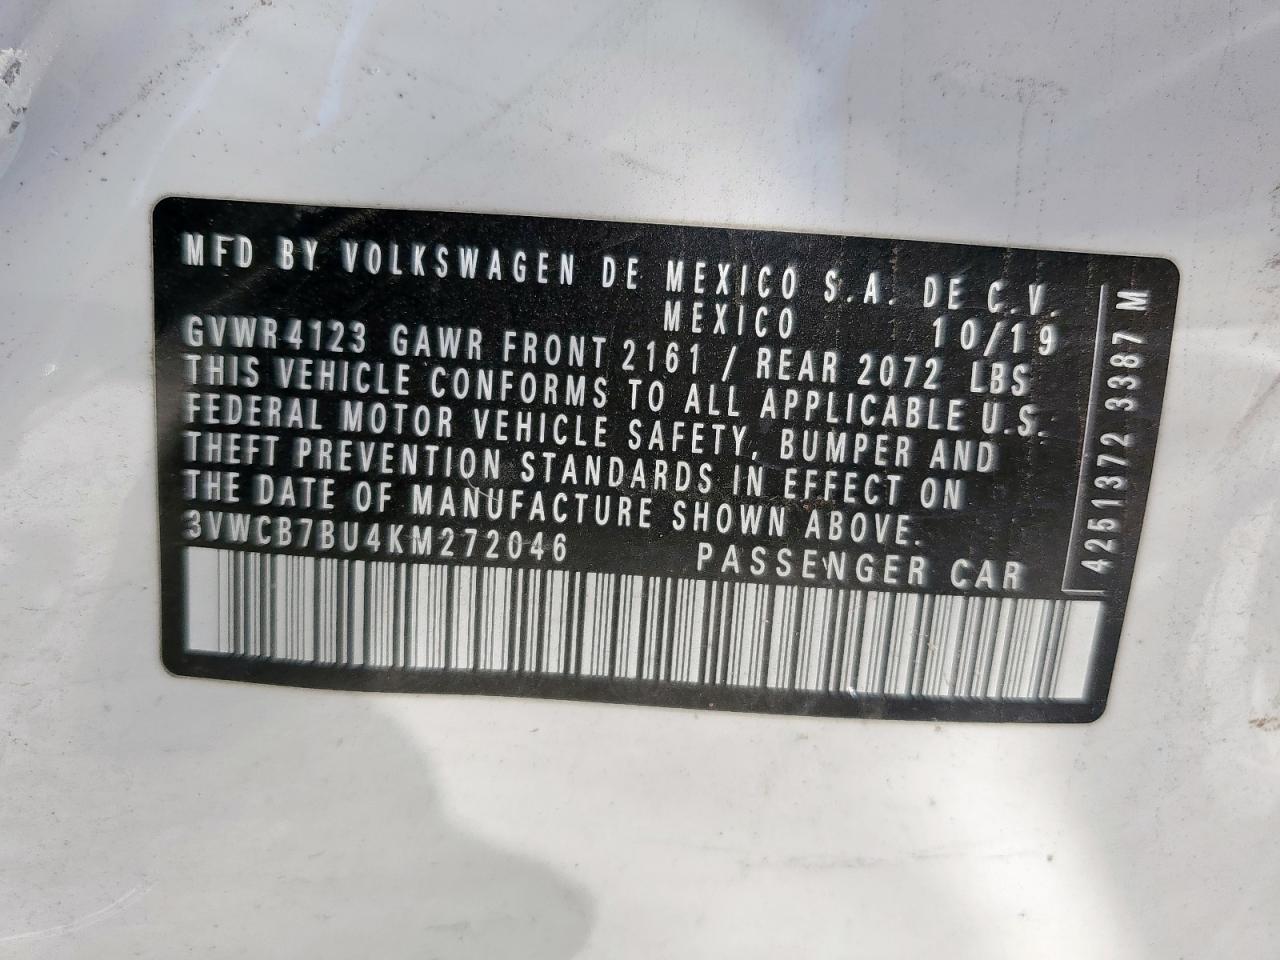 MFD BY VOLKSWAGEN DE MEXICO S.A. DE C.V.
MEXICO 10/19
GVWR 4123 GAWR FRONT 2161 / REAR 2072 LBS
THIS VEHICLE CONFORMS TO ALL APPLICABLE U.S.
FEDERAL MOTOR VEHICLE SAFETY, BUMPER AND
THEFT PREVENTION STANDARDS IN EFFECT ON
THE DATE OF MANUFACTURE SHOWN ABOVE.
3VWCB7BU4KM272046 PASSENGER CAR
4251372 3387 M